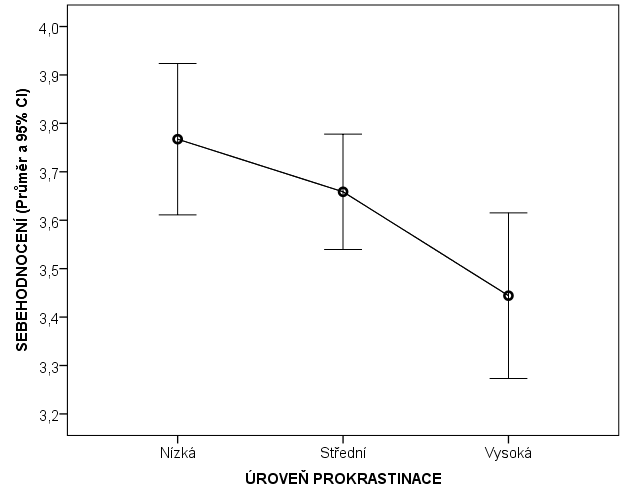 4,0
3,9
3,8
3,7
3,6
3,5
3,4
3,3
3,2
SEBEHODNOCENÍ (Průměr a 95% CI)
Nízká
Střední
Vysoká
ÚROVEŇ PROKRASTINACE